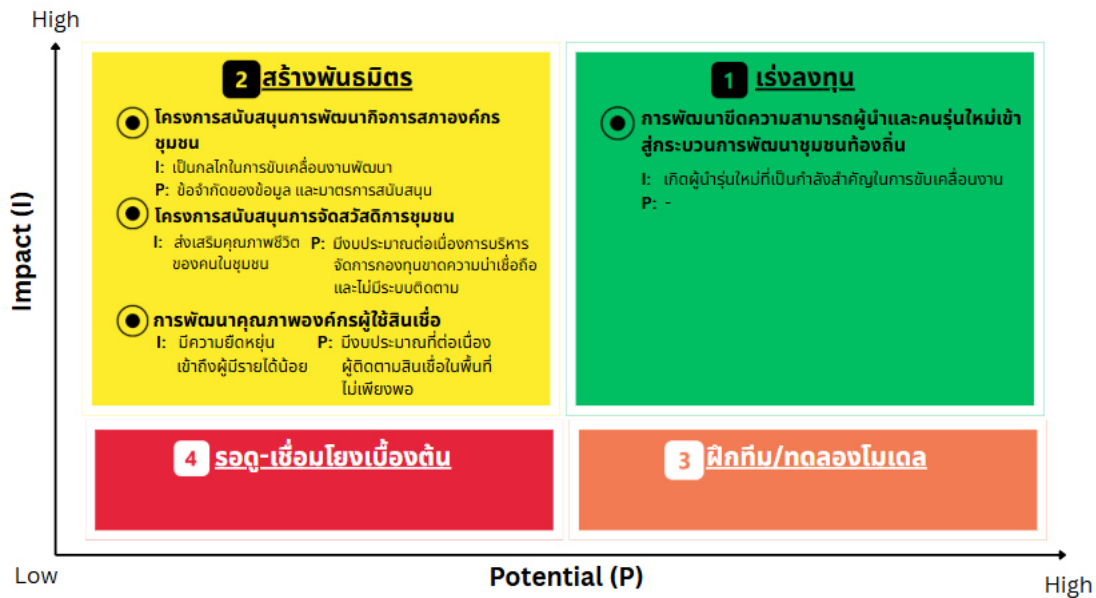 High
Impact (I)
2 สร้างพันธมิตร
โครงการสนับสนุนการพัฒนากิจการสภาองค์กร
ชุมชน
I: เป็นกลไกในการขับเคลื่อนงานพัฒนา
P: ข้อจำกัดของข้อมูล และมาตรการสนับสนุน
โครงการสนับสนุนการจัดสวัสดิการชุมชน
I: ส่งเสริมคุณภาพชีวิต
ของคนในชุมชน
P: มีงบประมาณต่อเนื่องการบริหาร
จัดการกองทุนขาดความน่าเชื่อถือ
และไม่มีระบบติดตาม
การพัฒนาคุณภาพองค์กรผู้ใช้สินเชื่อ
I: มีความยืดหยุ่น
เข้าถึงผู้มีรายได้น้อย
P: มีงบประมาณที่ต่อเนื่อง
ผู้ติดตามสินเชื่อในพื้นที่
ไม่เพียงพอ
1 เร่งลงทุน
การพัฒนาขีดความสามารถผู้นำและคนรุ่นใหม่เข้า
สู่กระบวนการพัฒนาชุมชนท้องถิ่น
I: เกิดผู้นำรุ่นใหม่ที่เป็นกำลังสำคัญในการขับเคลื่อนงาน
P: -
4 รอดู-เชื่อมโยงเบื้องต้น
3 ฝึกทีม/ทดลองโมเดล
Low
Potential (P)
High